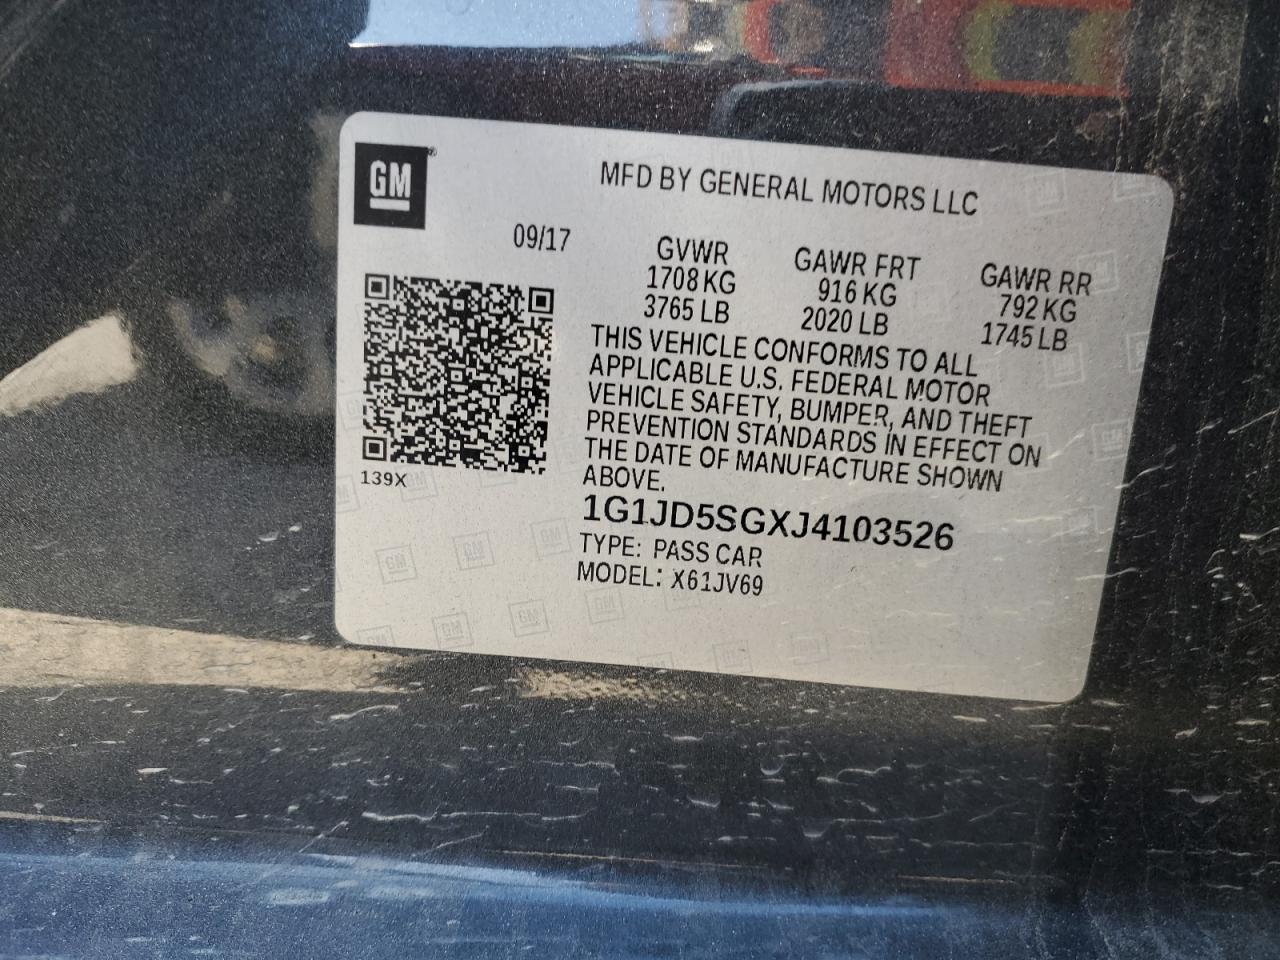 GM
MFD BY GENERAL MOTORS LLC
09/17
GVWR
1708 KG
3765 LB
GAWR FRT
916 KG
2020 LB
GAWR RR
792 KG
1745 LB
THIS VEHICLE CONFORMS TO ALL
APPLICABLE U.S. FEDERAL MOTOR
VEHICLE SAFETY, BUMPER, AND THEFT
PREVENTION STANDARDS IN EFFECT ON
THE DATE OF MANUFACTURE SHOWN
ABOVE.
139X
1G1JD5SGXJ4103526
TYPE: PASS CAR
MODEL: X61JV69